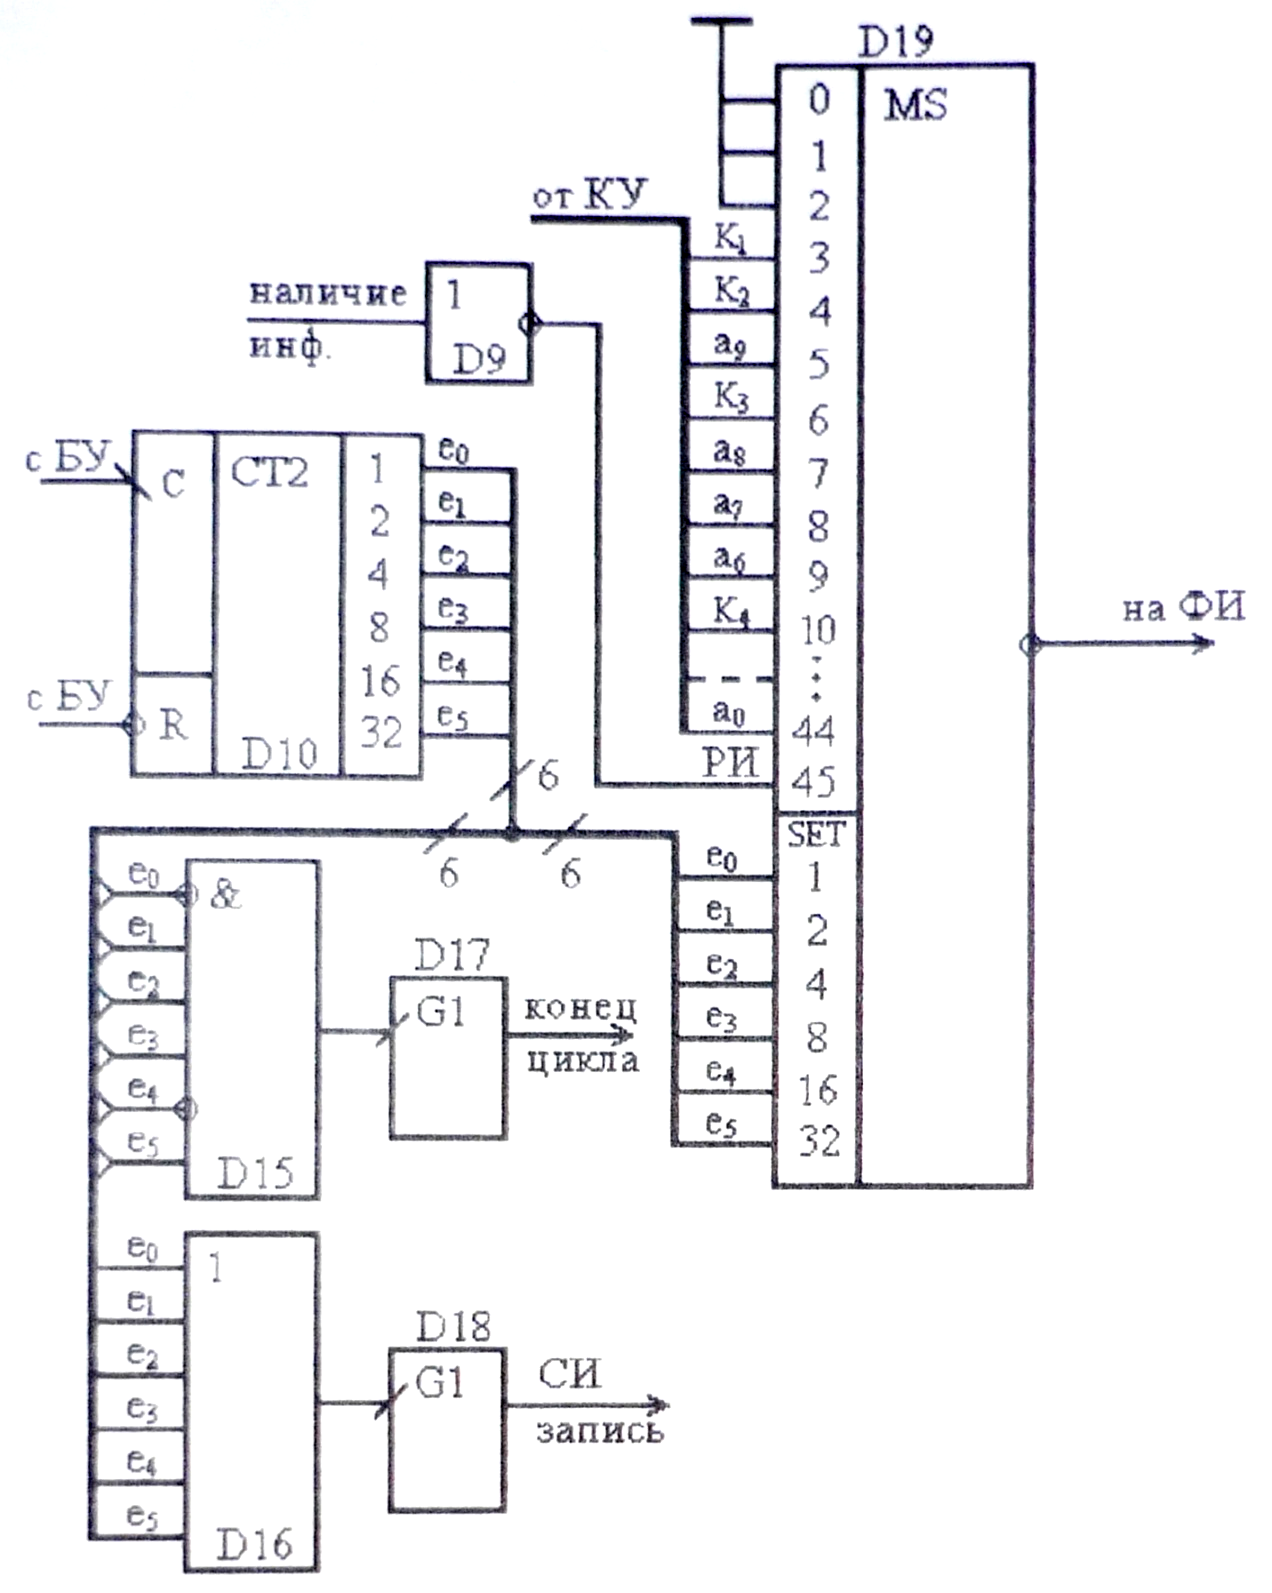 D19
MS
0
1
2
3
4
5
6
7
8
9
10
44
45
SET
1
2
4
8
16
32
от КУ
K1
K2
a9
K3
a8
a7
a6
K4
a0
РИ
e0
e1
e2
e3
e4
e5
на ФИ
наличие
инф.
1
D9
с БУ
с БУ
C
R
CT2
D10
1
2
4
8
16
32
e0
e1
e2
e3
e4
e5
6
6
6
e0
e1
e2
e3
e4
e5
&
D15
D17
G1
конец
цикла
e0
e1
e2
e3
e4
e5
1
D16
D18
G1
СИ
запись